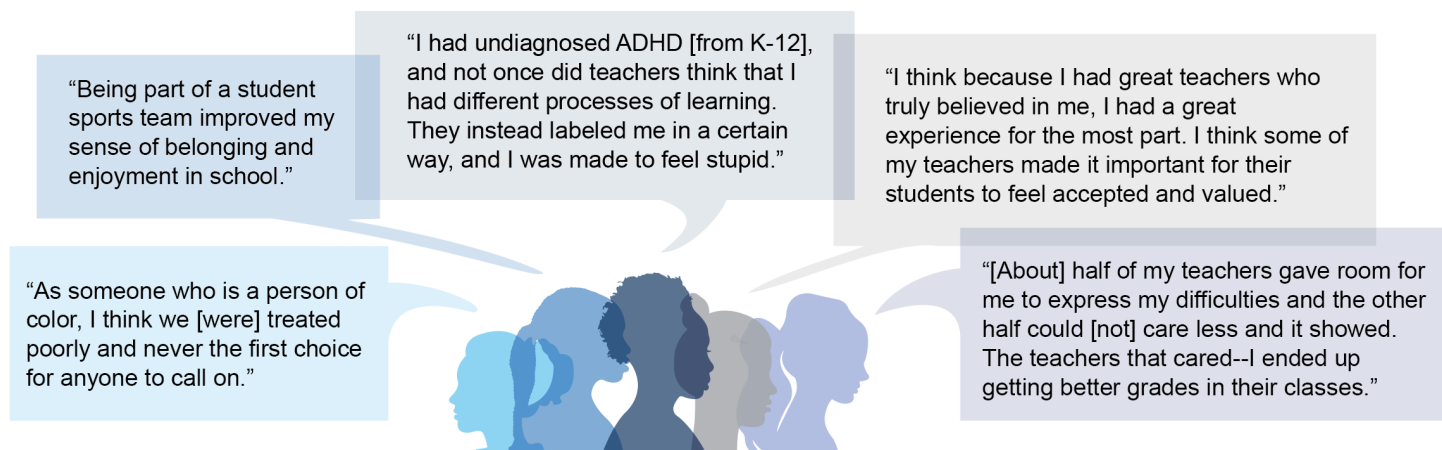 “Being part of a student
sports team improved my
sense of belonging and
enjoyment in school.”
“I had undiagnosed ADHD [from K-12],
and not once did teachers think that I
had different processes of learning.
They instead labeled me in a certain
way, and I was made to feel stupid.”
“I think because I had great teachers who
truly believed in me, I had a great
experience for the most part. I think some of
my teachers made it important for their
students to feel accepted and valued.”
“As someone who is a person of
color, I think we [were] treated
poorly and never the first choice
for anyone to call on.”
“[About] half of my teachers gave room for
me to express my difficulties and the other
half could [not] care less and it showed.
The teachers that cared--I ended up
getting better grades in their classes.”